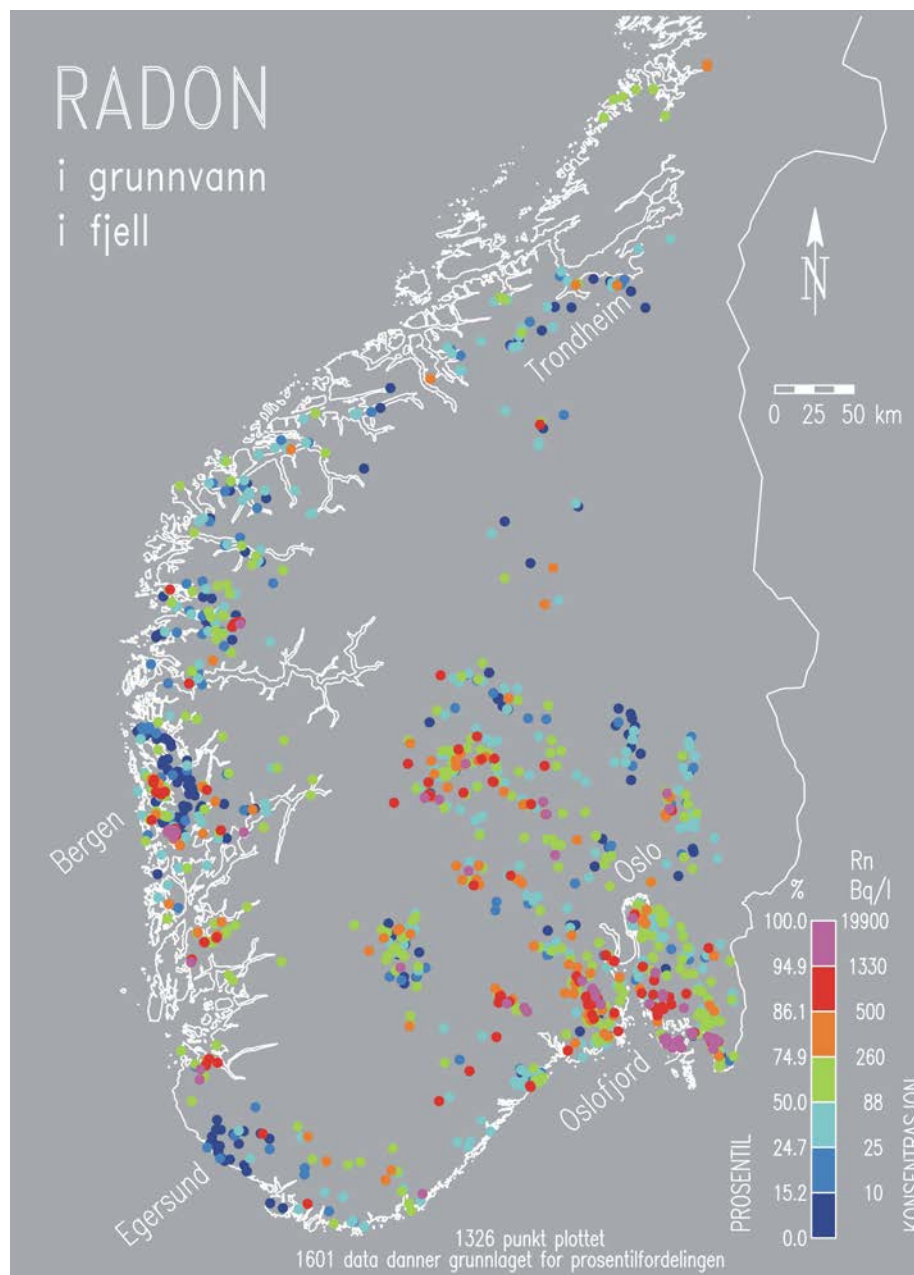 RADON
i grunnvann
i fjell
N
0 25 50 km
Trondheim
Bergen
Oslo
Oslofjord
Egersund
% Rn Bq/l
100.0 19900
94.9 1330
86.1 500
74.9 260
50.0 88
24.7 25
15.2 10
0.0
PROSENTIL
KONSENTRASJON
1326 punkt plottet
1601 data danner grunnlaget for prosentilfordelingen